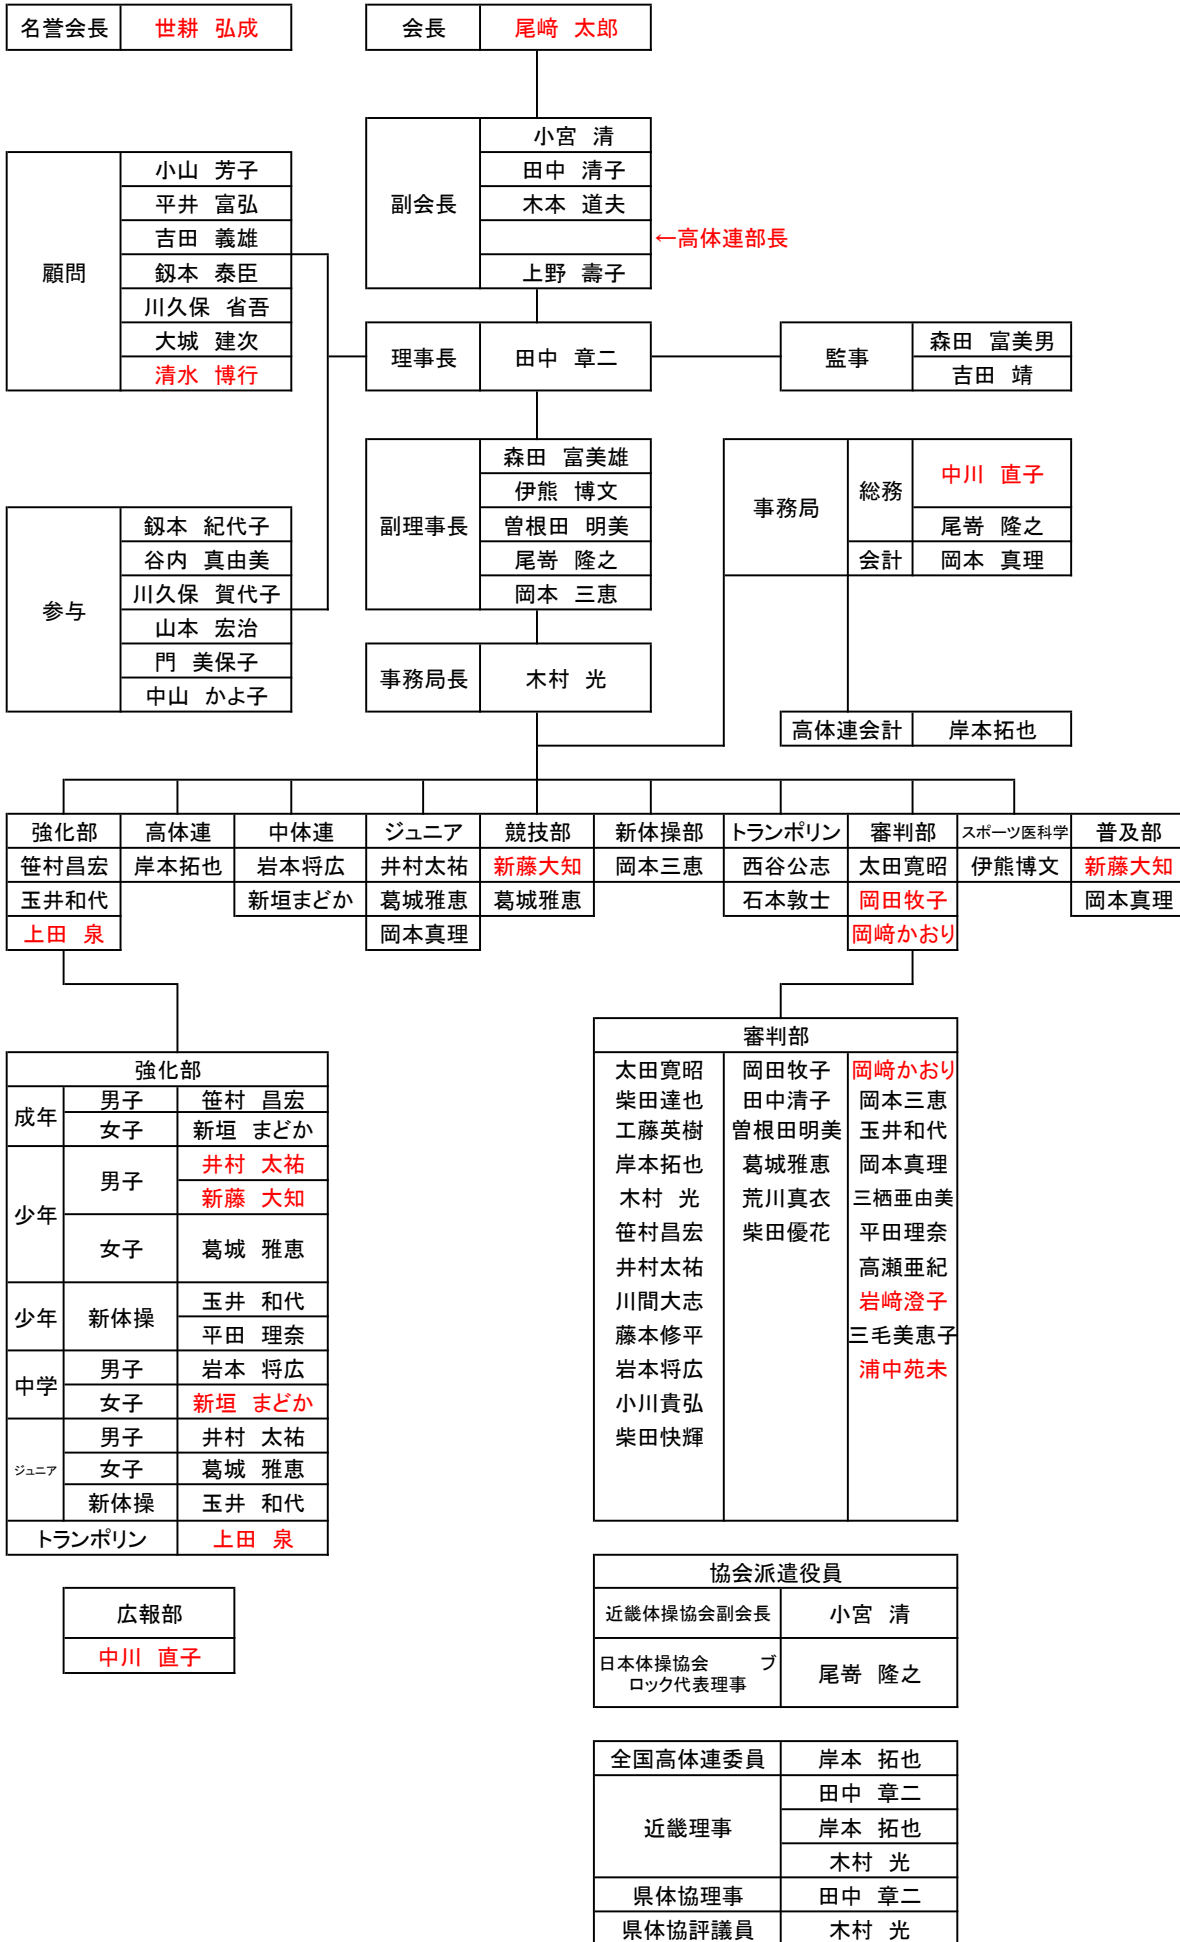 名誉会長 世耕 弘成 会長 尾﨑 太郎
副会長
小宮 清
田中 清子
木本 道夫
←高体連部長
上野 壽子
顧問
小山 芳子
平井 富弘
吉田 義雄
釼本 泰臣
川久保 省吾
大城 建次
清水 博行
理事長 田中 章二
監事
森田 富美男
吉田 靖
副理事長
森田 富美雄
伊熊 博文
曽根田 明美
尾嵜 隆之
岡本 三恵
事務局
総務
中川 直子
尾嵜 隆之
会計 岡本 真理
参与
釼本 紀代子
谷内 真由美
川久保 賀代子
山本 宏治
門 美保子
中山 かよ子
事務局長 木村 光
高体連会計 岸本拓也
強化部 高体連 中体連 ジュニア 競技部 新体操部 トランポリン 審判部 スポーツ医科学 普及部
笹村昌宏 岸本拓也 岩本将広 井村太祐 新藤大知 岡本三恵 西谷公志 太田寛昭 伊熊博文 新藤大知
玉井和代 新垣まどか 葛城雅恵 葛城雅恵 石本敦士 岡田牧子 岡本真理
上田 泉 岡本真理 岡﨑かおり
強化部
成年 男子 笹村 昌宏
女子 新垣 まどか
少年 男子 井村 太祐
新藤 大知
女子 葛城 雅恵
少年 新体操 玉井 和代
平田 理奈
中学 男子 岩本 将広
女子 新垣 まどか
ジュニア 男子 井村 太祐
女子 葛城 雅恵
新体操 玉井 和代
トランポリン 上田 泉
広報部
中川 直子
審判部
太田寛昭 岡田牧子 岡﨑かおり
柴田達也 田中清子 岡本三恵
工藤英樹 曽根田明美 玉井和代
岸本拓也 葛城雅恵 岡本真理
木村 光 荒川真衣 三栖亜由美
笹村昌宏 柴田優花 平田理奈
井村太祐 高瀬亜紀
川間大志 岩﨑澄子
藤本修平 三毛美恵子
岩本将広 浦中苑未
小川貴弘
柴田快輝
協会派遣役員
近畿体操協会副会長 小宮 清
日本体操協会 ブ
ロック代表理事 尾嵜 隆之
全国高体連委員 岸本 拓也
近畿理事 田中 章二
岸本 拓也
木村 光
県体協理事 田中 章二
県体協評議員 木村 光